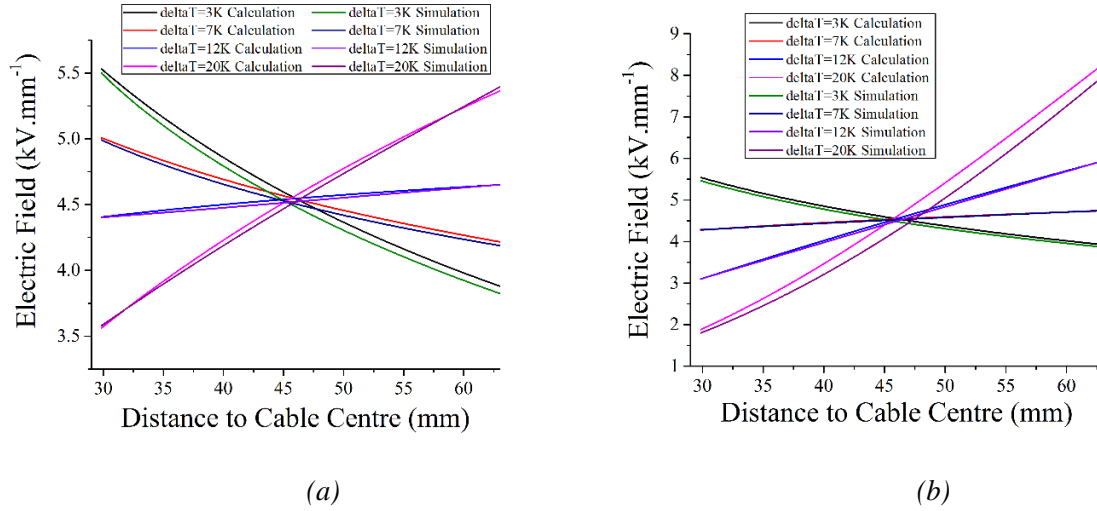 (a)
deltaT=3K Calculation deltaT=3K Simulation
deltaT=7K Calculation deltaT=7K Simulation
deltaT=12K Calculation deltaT=12K Simulation
deltaT=20K Calculation deltaT=20K Simulation
Electric Field (kV.mm-1)
5.5
5.0
4.5
4.0
3.5
30 35 40 45 50 55 60
Distance to Cable Centre (mm)
(a)
(b)
deltaT=3K Calculation
deltaT=7K Calculation
deltaT=12K Calculation
deltaT=20K Calculation
deltaT=3K Simulation
deltaT=7K Simulation
deltaT=12K Simulation
deltaT=20K Simulation
Electric Field (kV.mm-1)
9
8
7
6
5
4
3
2
1
30 35 40 45 50 55 60
Distance to Cable Centre (mm)
(b)